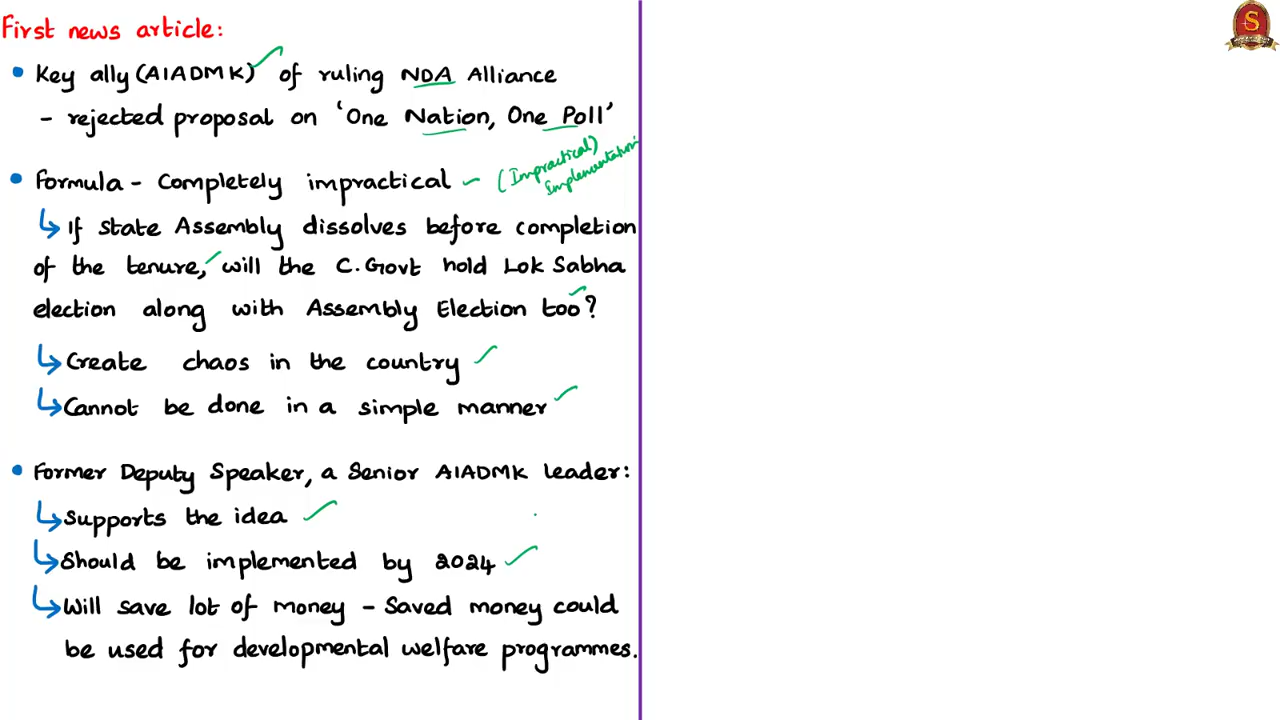 First news article:
• Key ally (AIADMK) of ruling NDA Alliance
- rejected proposal on 'One Nation, One Poll'
• Formula - Completely impractical (Impractical)
Implementation
↳ If state Assembly dissolves before completion
of the tenure, will the C. Govt hold Lok Sabha
election along with Assembly Election too?
↳ Create chaos in the country
↳ Cannot be done in a simple manner
• Former Deputy Speaker, a Senior AIADMK leader:
↳ Supports the idea
↳ Should be implemented by 2024
↳ Will save lot of money - Saved money could
be used for developmental welfare programmes.
S